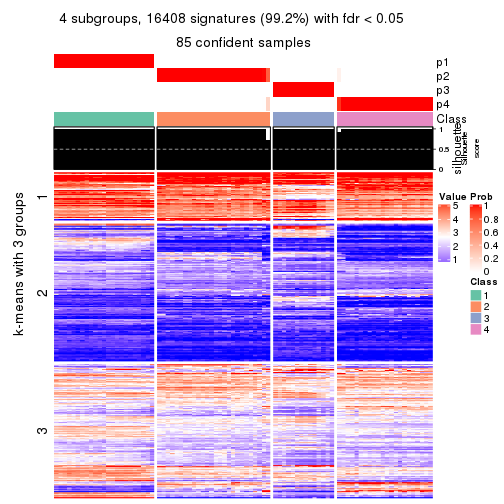 4 subgroups, 16408 signatures (99.2%) with fdr < 0.05
85 confident samples
p1
p2
p3
p4
Class
silhouette
Silhouette
score
1
0.5
0
k-means with 3 groups
1
2
3
Value
5
4
3
2
1
Prob
1
0.8
0.6
0.4
0.2
0
Class
1
2
3
4